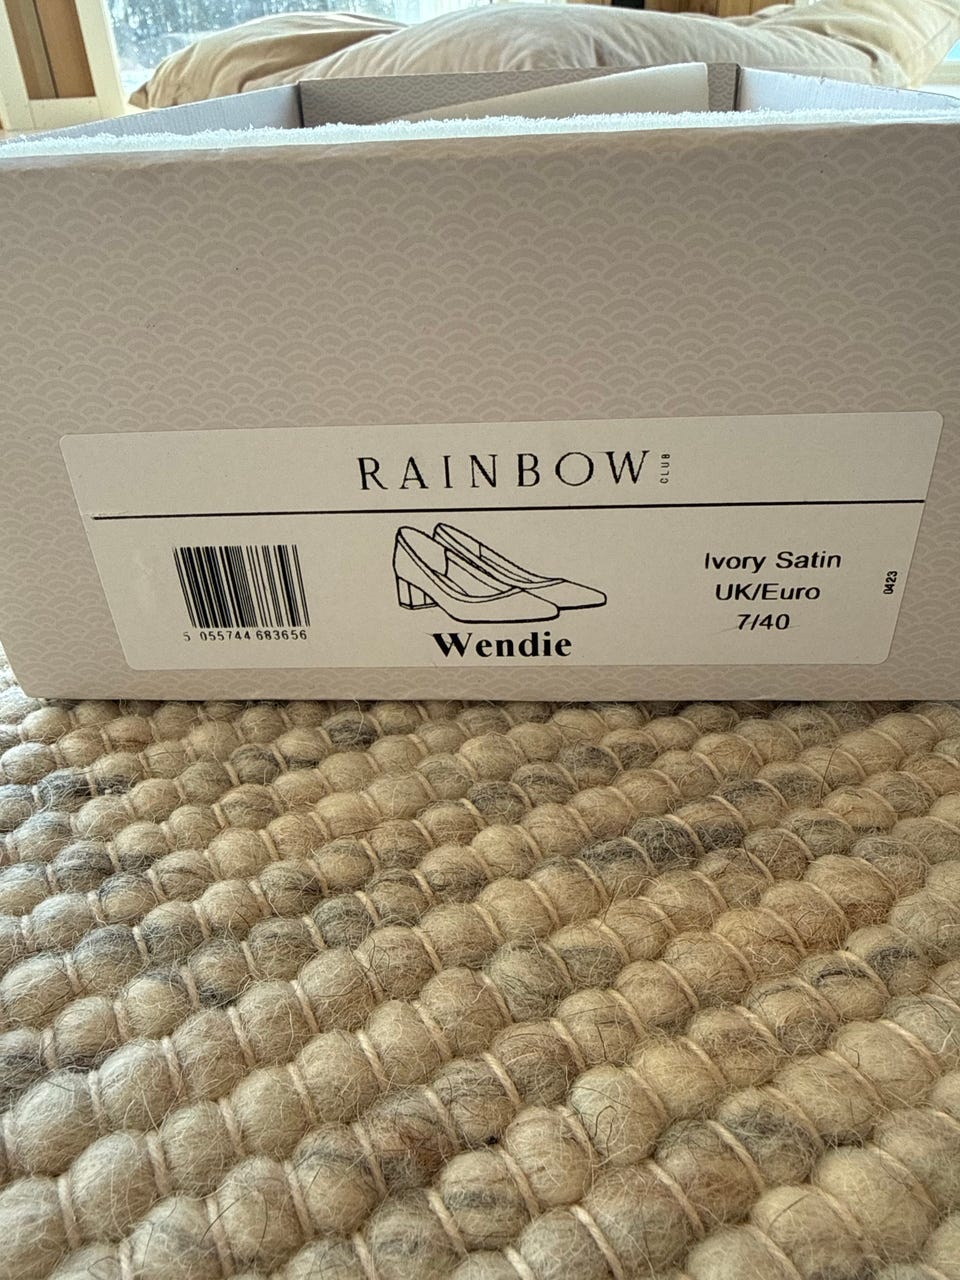 RAINBOW CLUB
Ivory Satin
UK/Euro
7/40
0423
5 055744 683656
Wendie